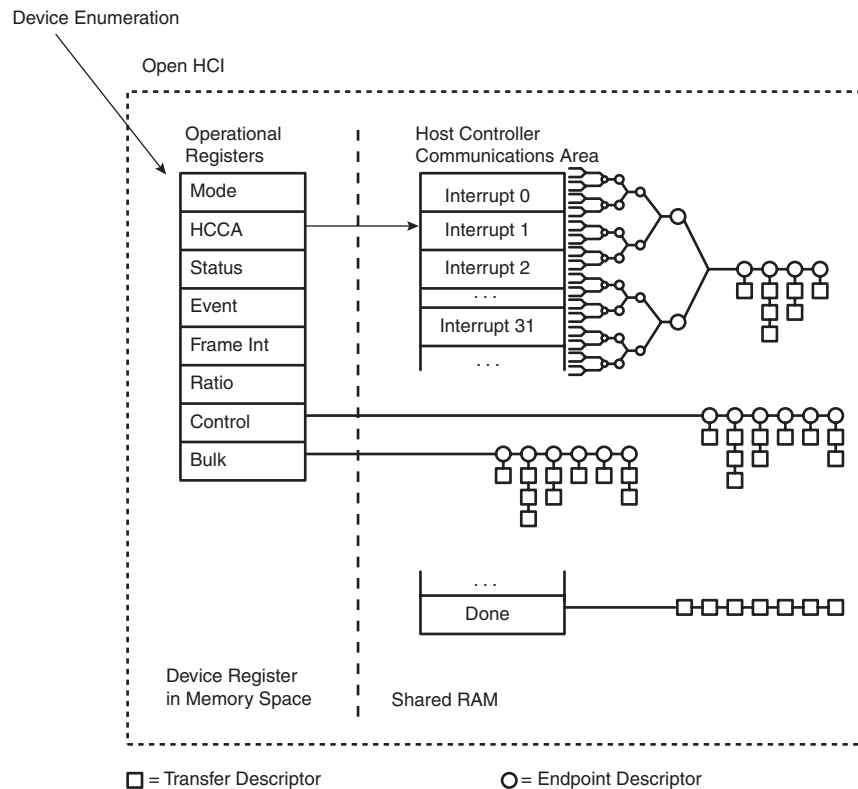 Device Enumeration
Open HCI
Operational
Registers
Mode
HCCA
Status
Event
Frame Int
Ratio
Control
Bulk
Host Controller
Communications Area
Interrupt 0
Interrupt 1
Interrupt 2
. . .
Interrupt 31
. . .
. . .
Done
Device Register
in Memory Space
Shared RAM
= Transfer Descriptor
= Endpoint Descriptor